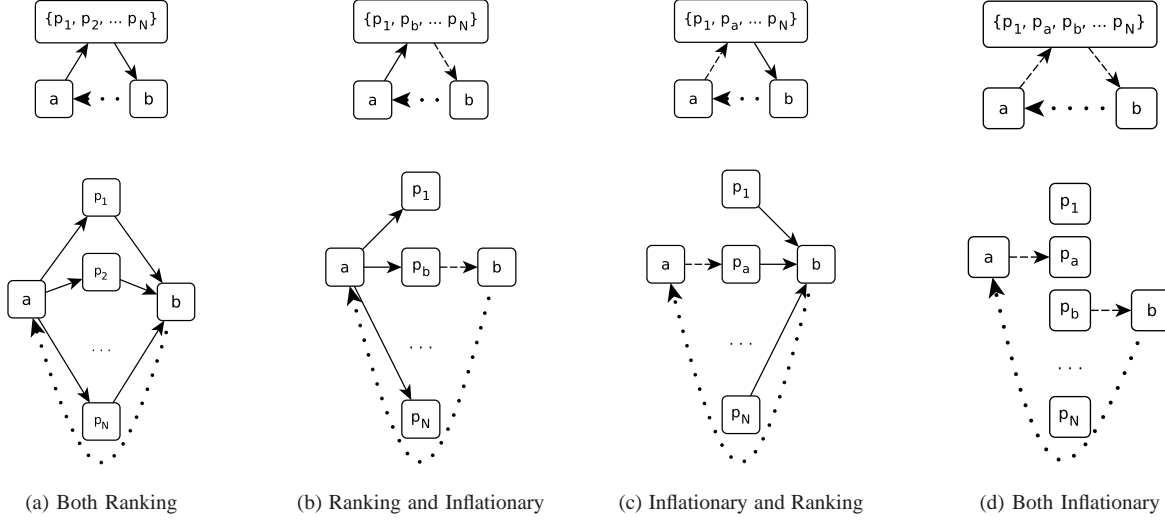 {p1, p2, ... pN}
a
b
p1
p2
a
b
...
pN
(a) Both Ranking
{p1, pb, ... pN}
a
b
p1
a
pb
b
...
pN
(b) Ranking and Inflationary
{p1, pa, ... pN}
a
b
p1
a
pa
b
...
pN
(c) Inflationary and Ranking
{p1, pa, pb, ... pN}
a
b
p1
a
pa
pb
b
...
pN
(d) Both Inflationary